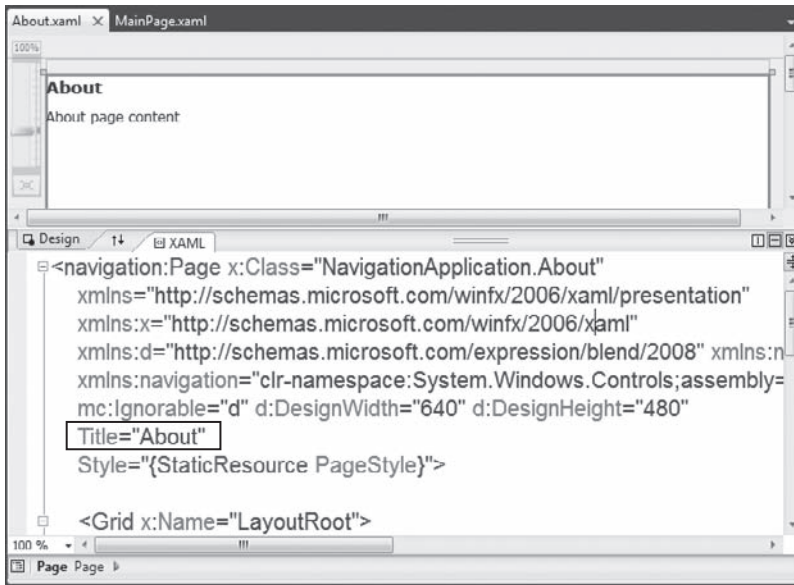 About.xaml × MainPage.xaml
100%
About
About page content
Design XAML
<navigation:Page x:Class="NavigationApplication.About"
xmlns="http://schemas.microsoft.com/winfx/2006/xaml/presentation"
xmlns:x="http://schemas.microsoft.com/winfx/2006/xaml"
xmlns:d="http://schemas.microsoft.com/expression/blend/2008" xmlns:n
xmlns:navigation="clr-namespace:System.Windows.Controls;assembly=
mc:Ignorable="d" d:DesignWidth="640" d:DesignHeight="480"
Title="About"
Style="{StaticResource PageStyle}">
<Grid x:Name="LayoutRoot">
100 %
Page Page